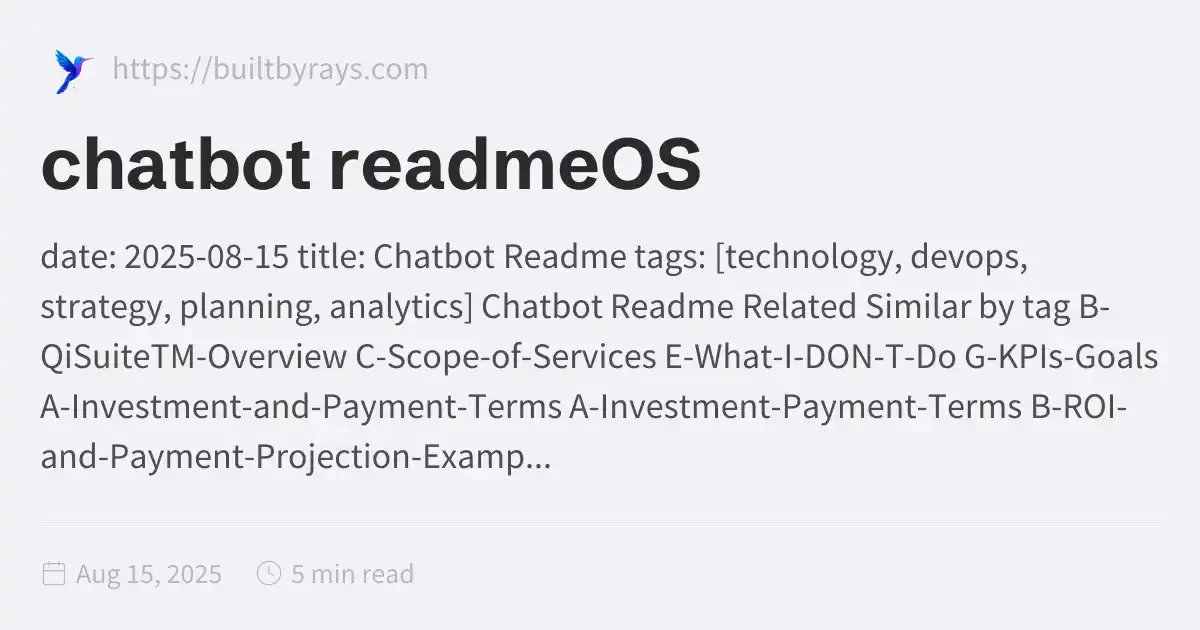 https://builtbyrays.com
chatbot readmeOS
date: 2025-08-15 title: Chatbot Readme tags: [technology, devops,
strategy, planning, analytics] Chatbot Readme Related Similar by tag B-
QiSuiteTM-Overview C-Scope-of-Services E-What-I-DON-T-Do G-KPIs-Goals
A-Investment-and-Payment-Terms A-Investment-Payment-Terms B-ROI-
and-Payment-Projection-Examp...
Aug 15, 2025 5 min read